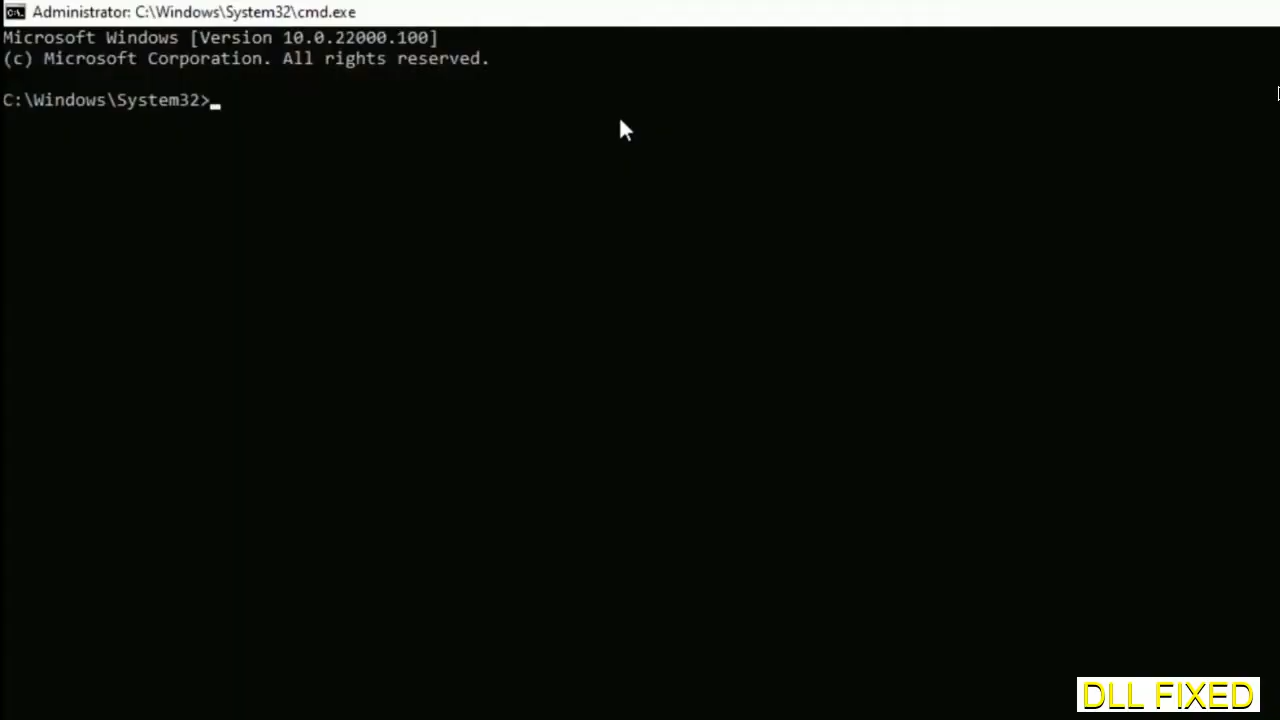 Administrator: C:\Windows\System32\cmd.exe
Microsoft Windows [Version 10.0.22000.100]
(c) Microsoft Corporation. All rights reserved.
C:\Windows\System32>
DLL FIXED